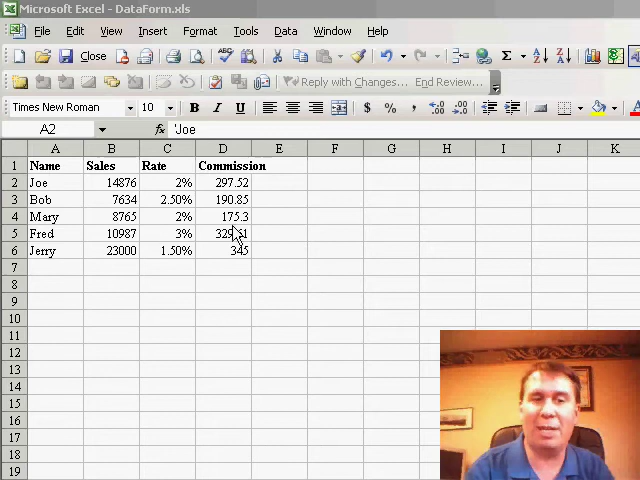 Microsoft Excel - DataForm.xls
File Edit View Insert Format Tools Data Window Help
Close
Reply with Changes... End Review...
Times New Roman 10 B I U $ % ,
A2 fx 'Joe
A B C D E F G H I J K
1 Name Sales Rate Commission
2 Joe 14876 2% 297.52
3 Bob 7634 2.50% 190.85
4 Mary 8765 2% 175.3
5 Fred 10987 3%
6 Jerry 23000 1.50% 345
7
8
9
10
11
12
13
14
15
16
17
18
19